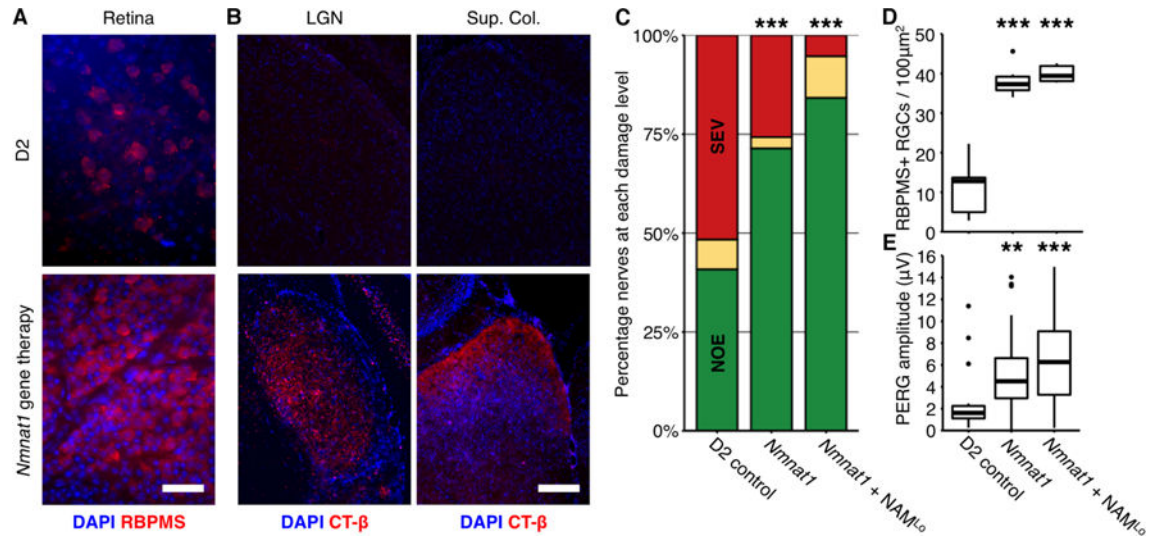 A
Retina
D2
Nmnat1 gene therapy
DAPI RBPMS
B
LGN
Sup. Col.
DAPI CT-β
DAPI CT-β
C
*** ***
Percentage nerves at each damage level
100%
75%
50%
25%
0%
SEV
NOE
D2 control
Nmnat1
Nmnat1 + NAM^Lo
D
*** ***
RBPMS+ RGCs / 100µm²
50
40
30
20
10
0
E
** ***
PERG amplitude (µV)
16
14
12
10
8
6
4
2
0
D2 control
Nmnat1
Nmnat1 + NAM^Lo